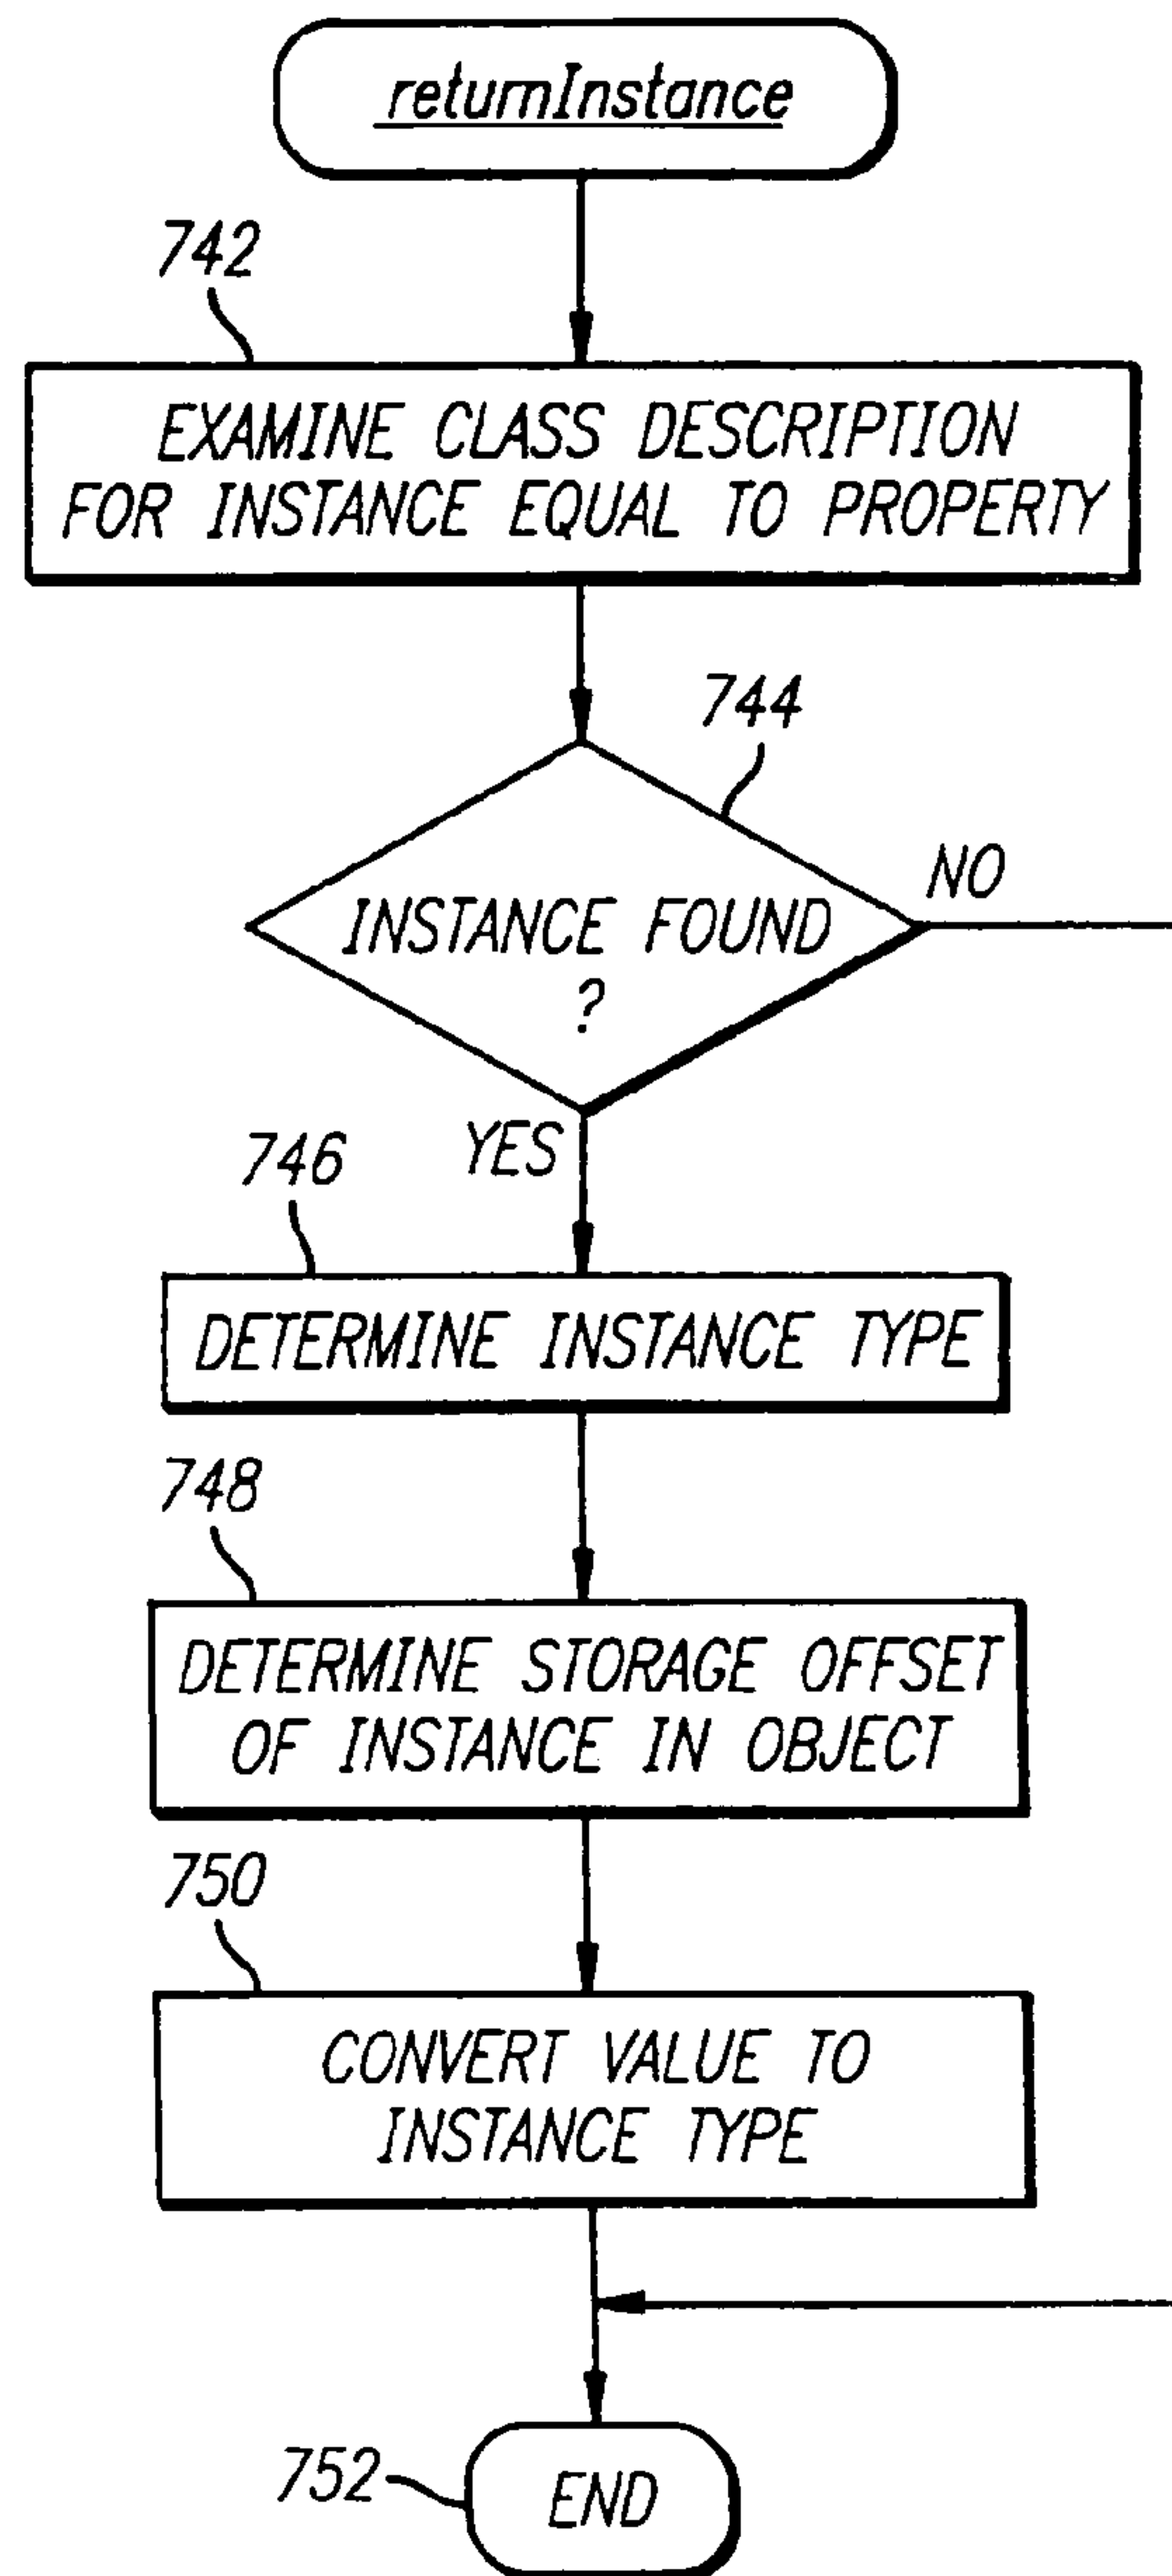 returnInstance
742
EXAMINE CLASS DESCRIPTION
FOR INSTANCE EQUAL TO PROPERTY
744
NO
INSTANCE FOUND
?
YES
746
DETERMINE INSTANCE TYPE
748
DETERMINE STORAGE OFFSET
OF INSTANCE IN OBJECT
750
CONVERT VALUE TO
INSTANCE TYPE
752
END